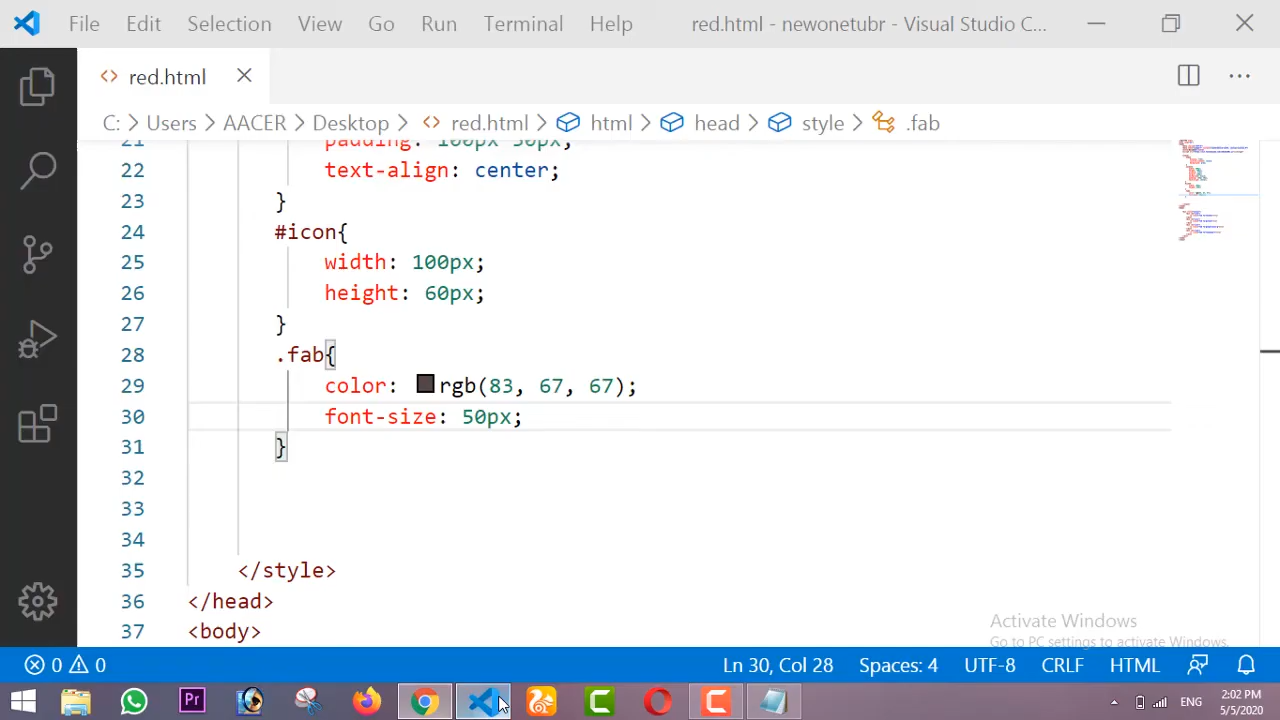 File Edit Selection View Go Run Terminal Help red.html - newonetubr - Visual Studio C...
red.html
C: > Users > AACER > Desktop > red.html > html > head > style > .fab
21 padding: 100px 50px;
22 text-align: center;
23 }
24 #icon{
25 width: 100px;
26 height: 60px;
27 }
28 .fab{
29 color: rgb(83, 67, 67);
30 font-size: 50px;
31 }
32
33
34
35 </style>
36 </head>
37 <body>
Activate Windows
Go to PC settings to activate Windows.
0 0 Ln 30, Col 28 Spaces: 4 UTF-8 CRLF HTML
Pr ENG 2:02 PM
5/5/2020